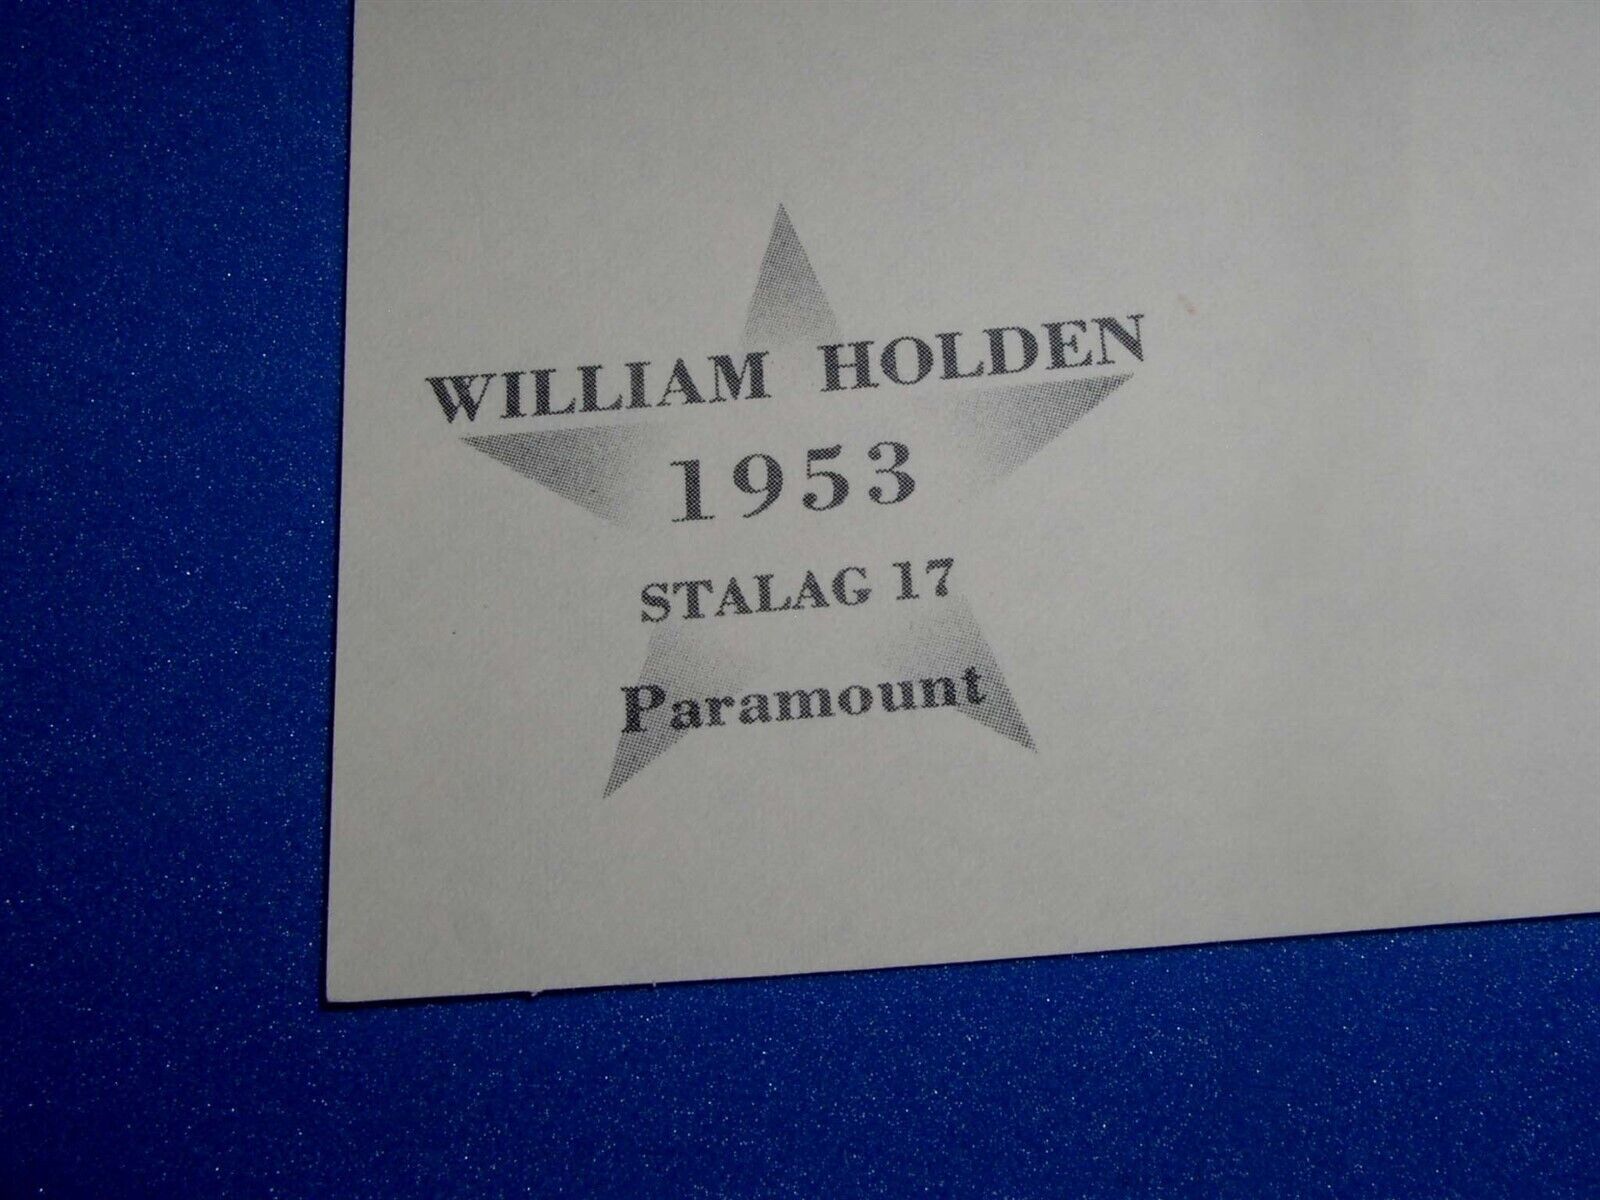 WILLIAM HOLDEN
1953
STALAG 17
Paramount